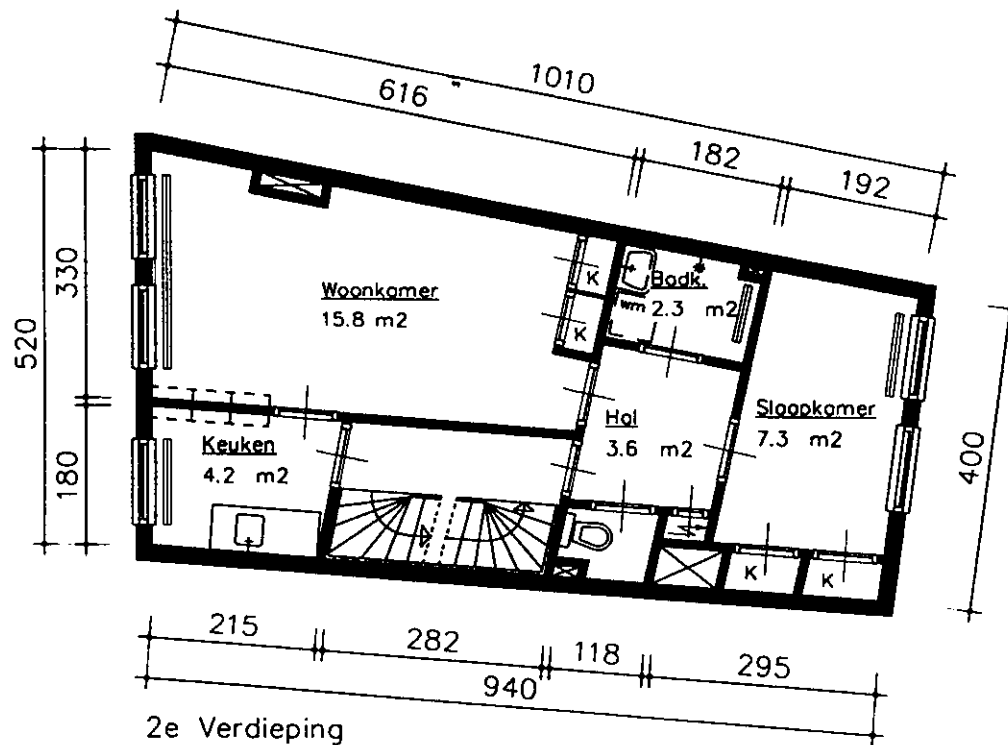 1010
616
182
192
330
520
180
400
Woonkamer
15.8 m2
K
K
Badk.
wm
2.3 m2
Slaapkamer
7.3 m2
Hal
3.6 m2
Keuken
4.2 m2
K
K
215
282
118
295
940
2e Verdieping